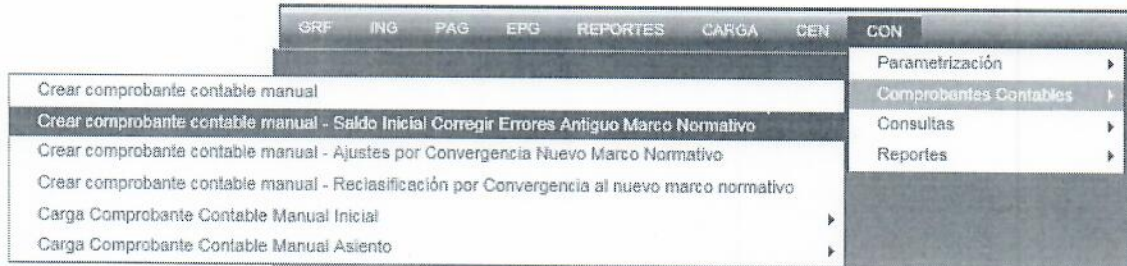 GRF ING PAG EPG REPORTES CARGA CEN CON
Parametrización
Comprobantes Contables
Consultas
Reportes
Crear comprobante contable manual
Crear comprobante contable manual - Saldo Inicial Corregir Errores Antiguo Marco Normativo
Crear comprobante contable manual - Ajustes por Convergencia Nuevo Marco Normativo
Crear comprobante contable manual - Reclasificación por Convergencia al nuevo marco normativo
Carga Comprobante Contable Manual Inicial
Carga Comprobante Contable Manual Asiento